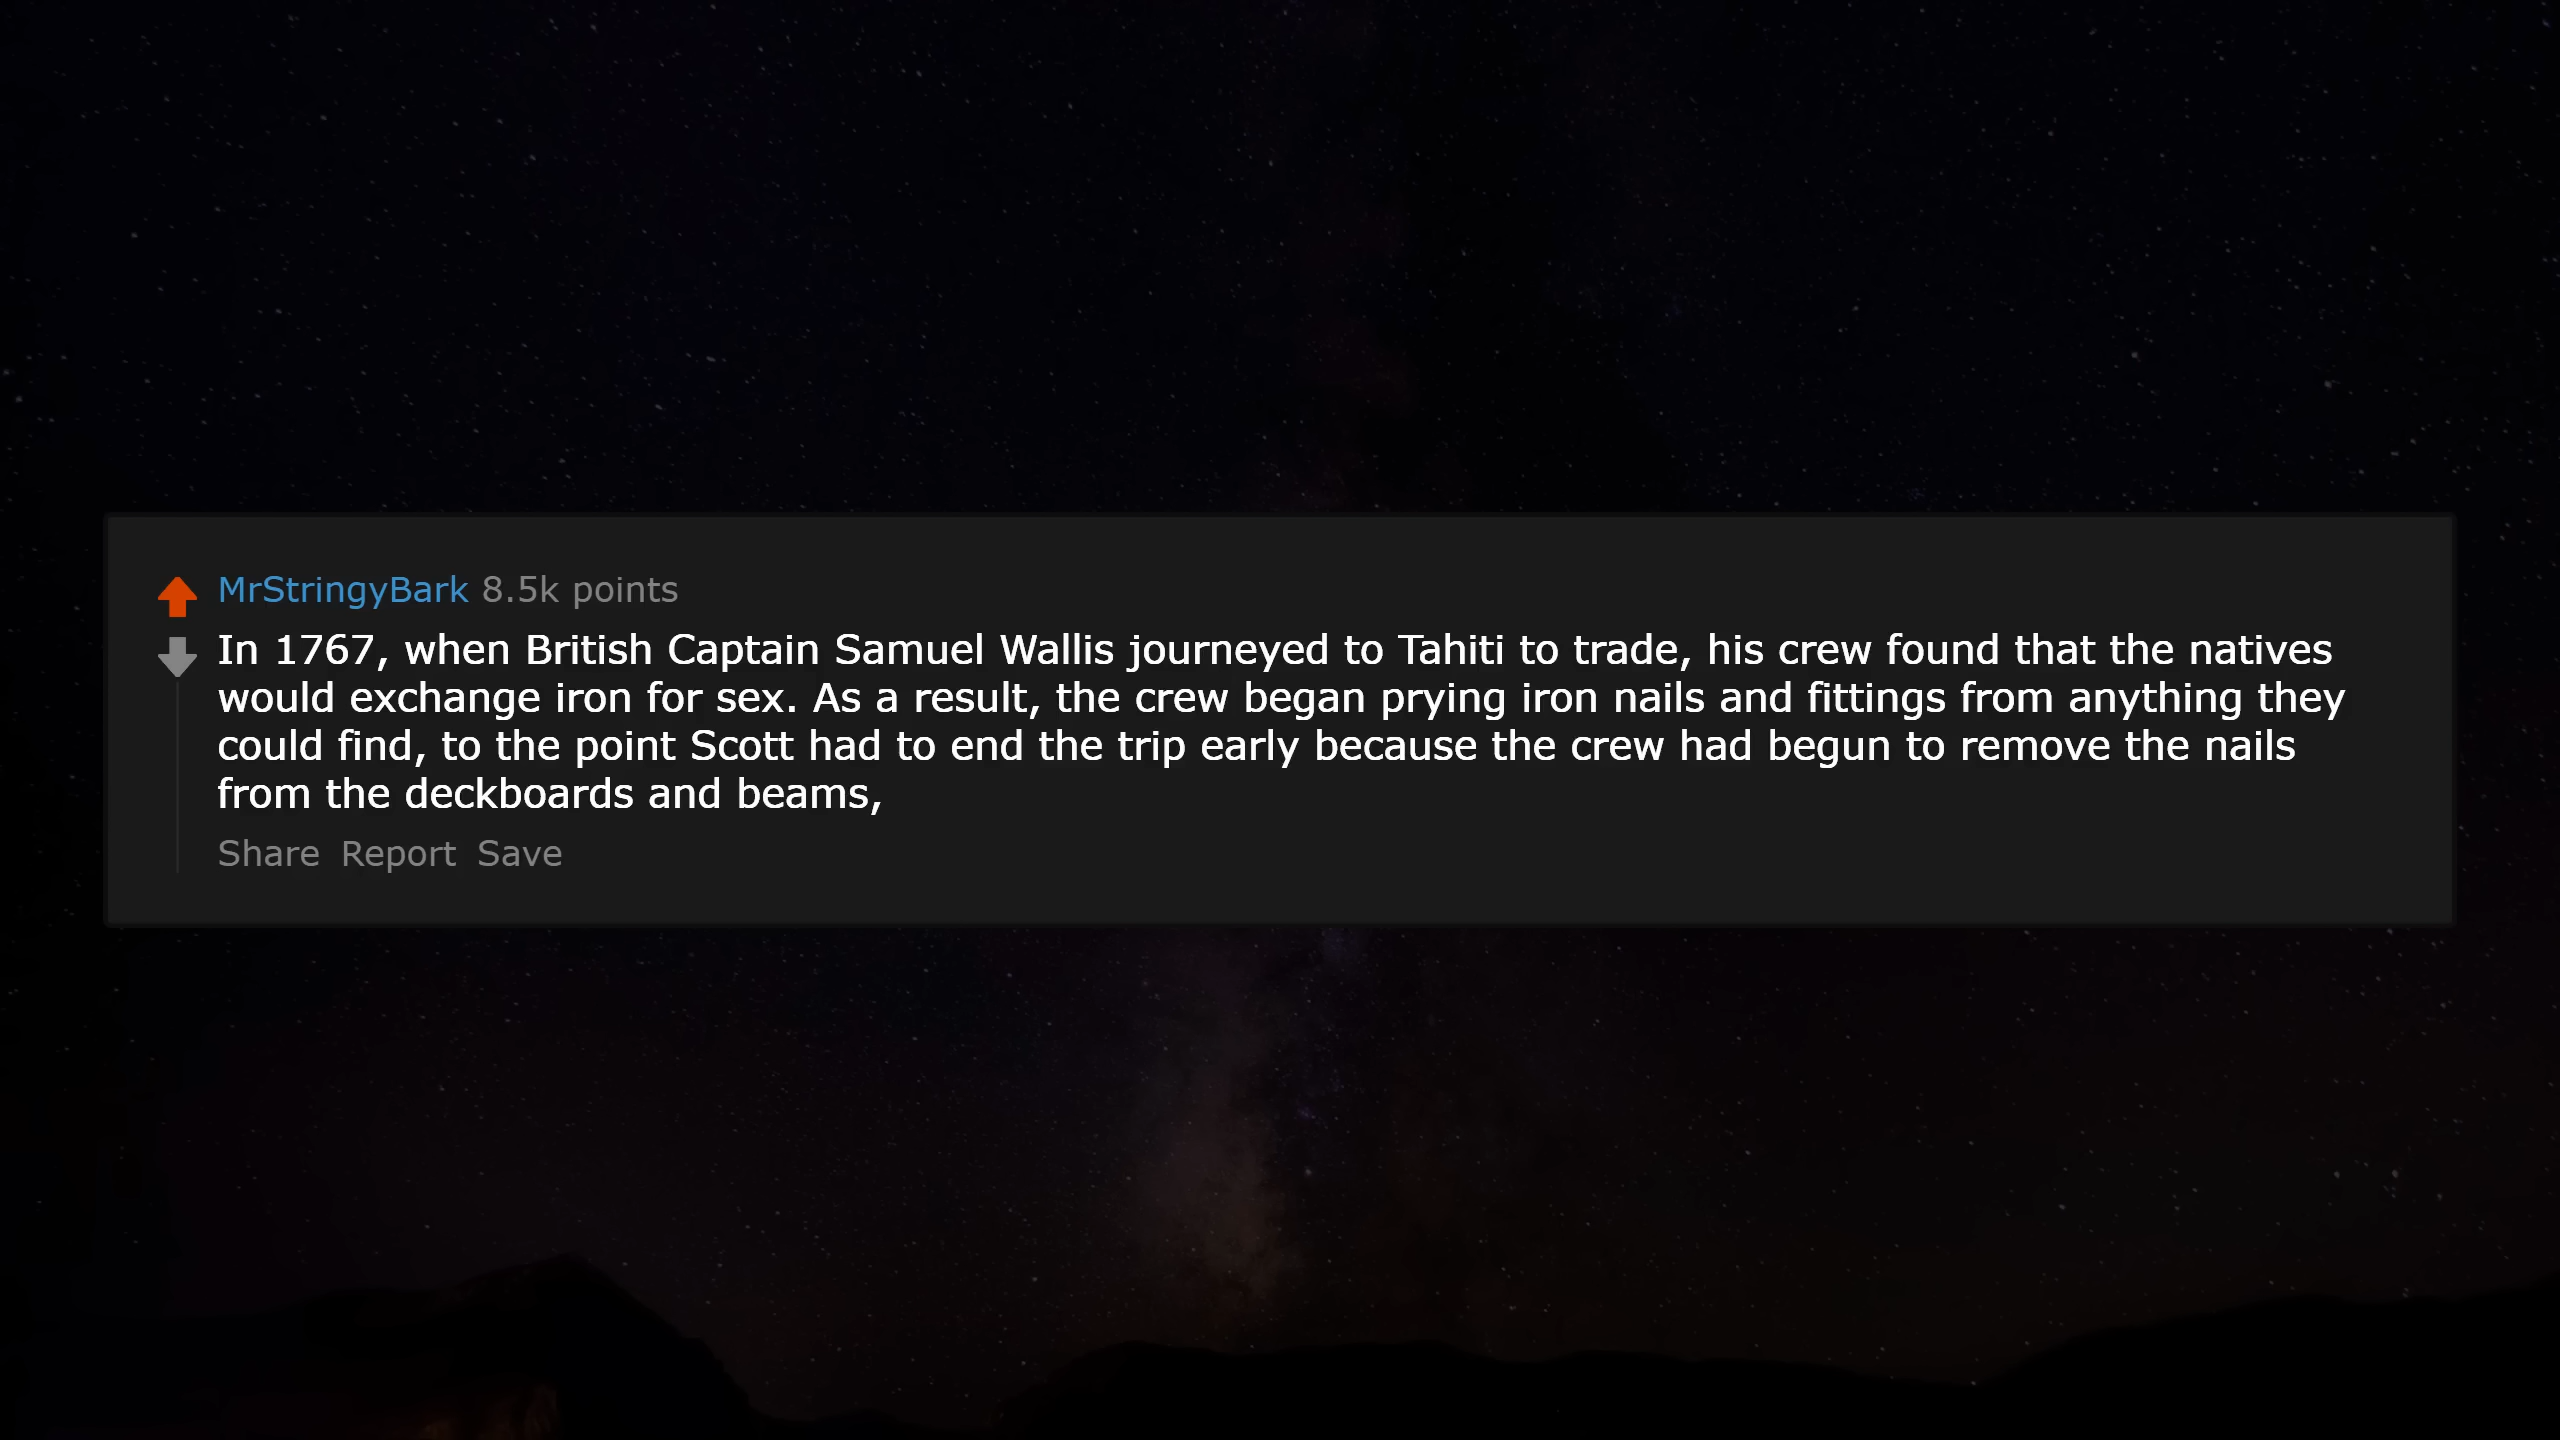 MrStringyBark 8.5k points
In 1767, when British Captain Samuel Wallis journeyed to Tahiti to trade, his crew found that the natives
would exchange iron for sex. As a result, the crew began prying iron nails and fittings from anything they
could find, to the point Scott had to end the trip early because the crew had begun to remove the nails
from the deckboards and beams,
Share Report Save